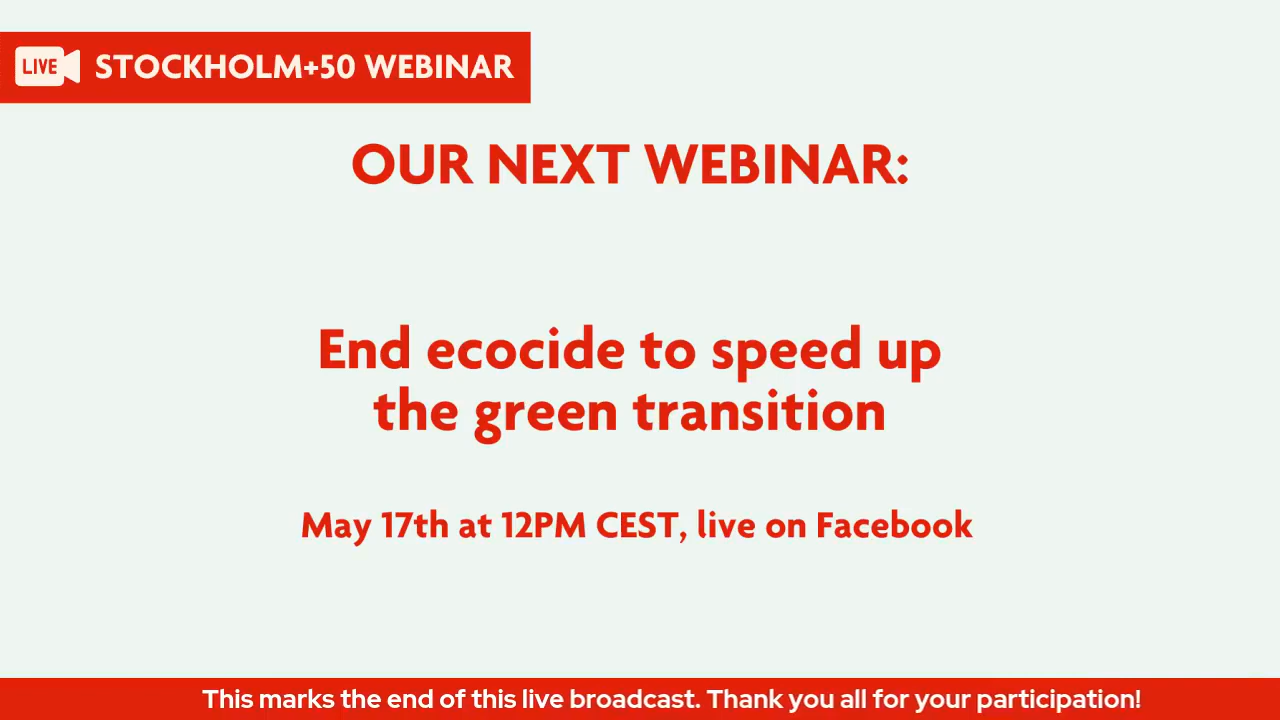 LIVE
STOCKHOLM+50 WEBINAR
OUR NEXT WEBINAR:
End ecocide to speed up
the green transition
May 17th at 12PM CEST, live on Facebook
This marks the end of this live broadcast. Thank you all for your participation!